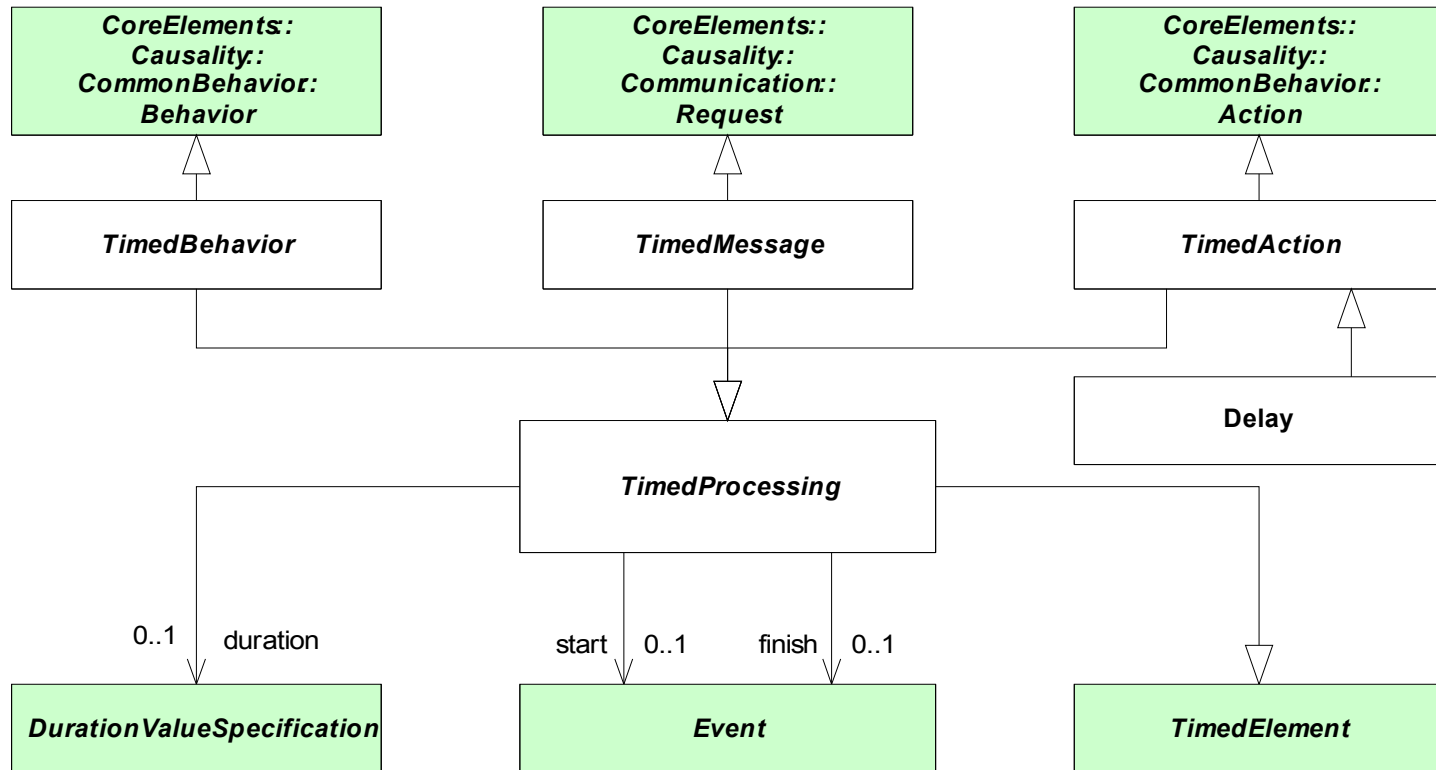 CoreElements::
Causality::
CommonBehavior::
Behavior
CoreElements::
Causality::
Communication::
Request
CoreElements::
Causality::
CommonBehavior::
Action
TimedBehavior
TimedMessage
TimedAction
Delay
TimedProcessing
0..1 duration
start 0..1
finish 0..1
DurationValueSpecification
Event
TimedElement